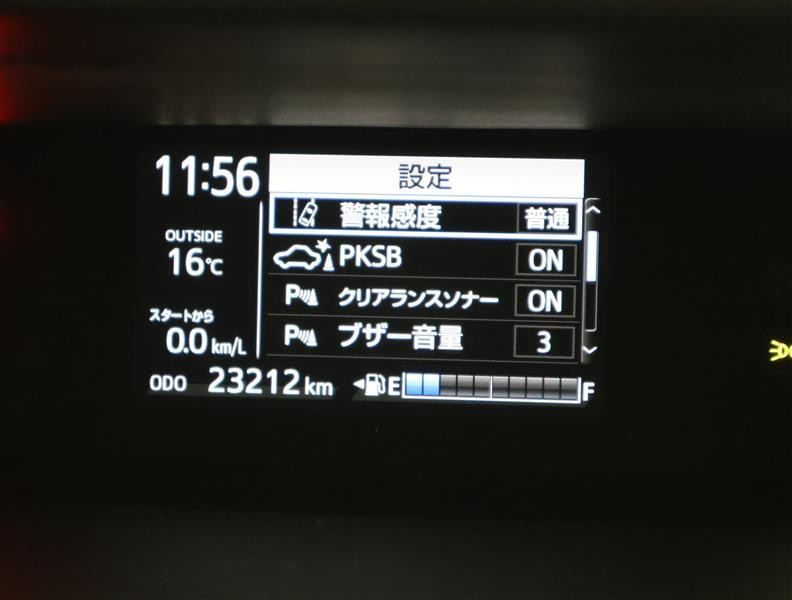 11:56
設定
警報感度 普通
OUTSIDE
16℃
PKSB ON
P クリアランスソナー ON
スタートから
0.0 km/L
P ブザー音量 3
ODO 23212 km E F